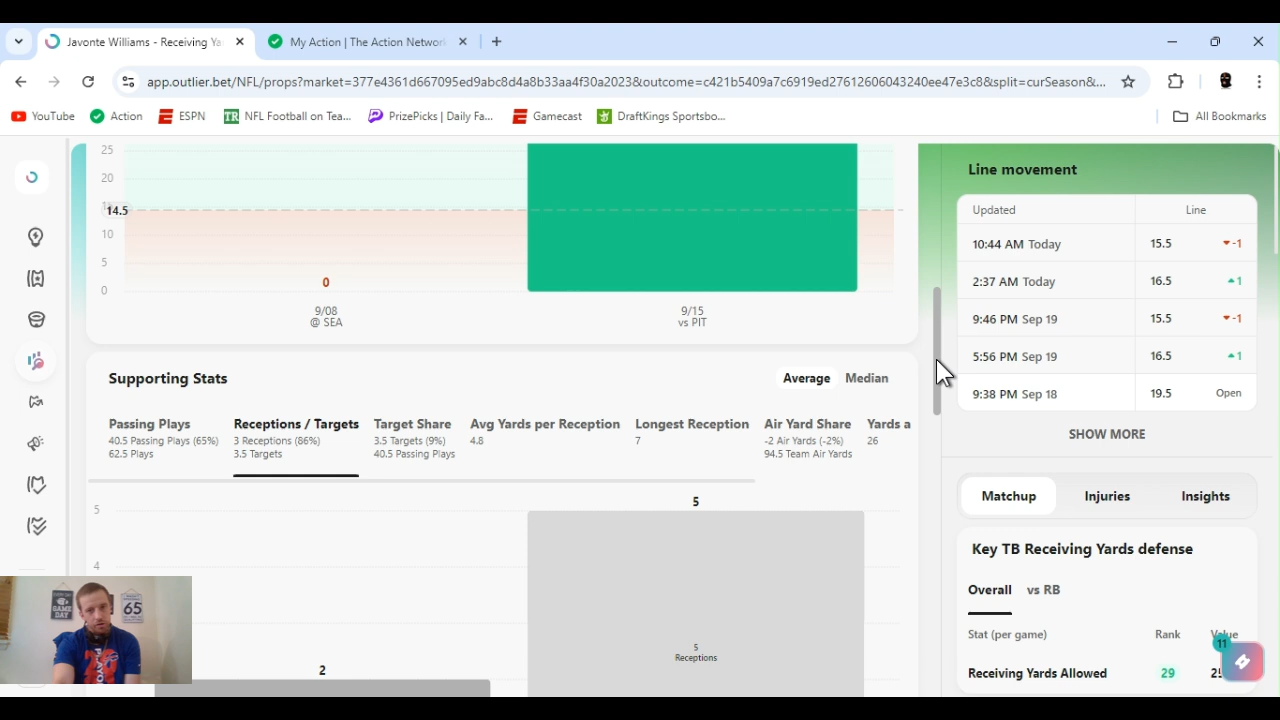 Javonte Williams - Receiving Ya
My Action | The Action Network
app.outlier.bet/NFL/props?market=377e4361d667095ed9abc8d4a8b33aa4f30a2023&outcome=c421b5409a7c6919ed27612606043240ee47e3c8&split=curSeason&...
YouTube
Action
ESPN
NFL Football on Tea...
PrizePicks | Daily Fa...
Gamecast
DraftKings Sportsbo...
All Bookmarks
25
20
14.5
10
5
0
0
9/08
@ SEA
9/15
vs PIT
Supporting Stats
Average
Median
Passing Plays
40.5 Passing Plays (65%)
62.5 Plays
Receptions / Targets
3 Receptions (86%)
3.5 Targets
Target Share
3.5 Targets (9%)
40.5 Passing Plays
Avg Yards per Reception
4.8
Longest Reception
7
Air Yard Share
-2 Air Yards (-2%)
94.5 Team Air Yards
Yards a
26
5
4
5
5
Receptions
2
Line movement
Updated Line
10:44 AM Today 15.5 -1
2:37 AM Today 16.5 1
9:46 PM Sep 19 15.5 -1
5:56 PM Sep 19 16.5 1
9:38 PM Sep 18 19.5 Open
SHOW MORE
Matchup
Injuries
Insights
Key TB Receiving Yards defense
Overall vs RB
Stat (per game) Rank Value
11
Receiving Yards Allowed 29
GAME
DAY
65